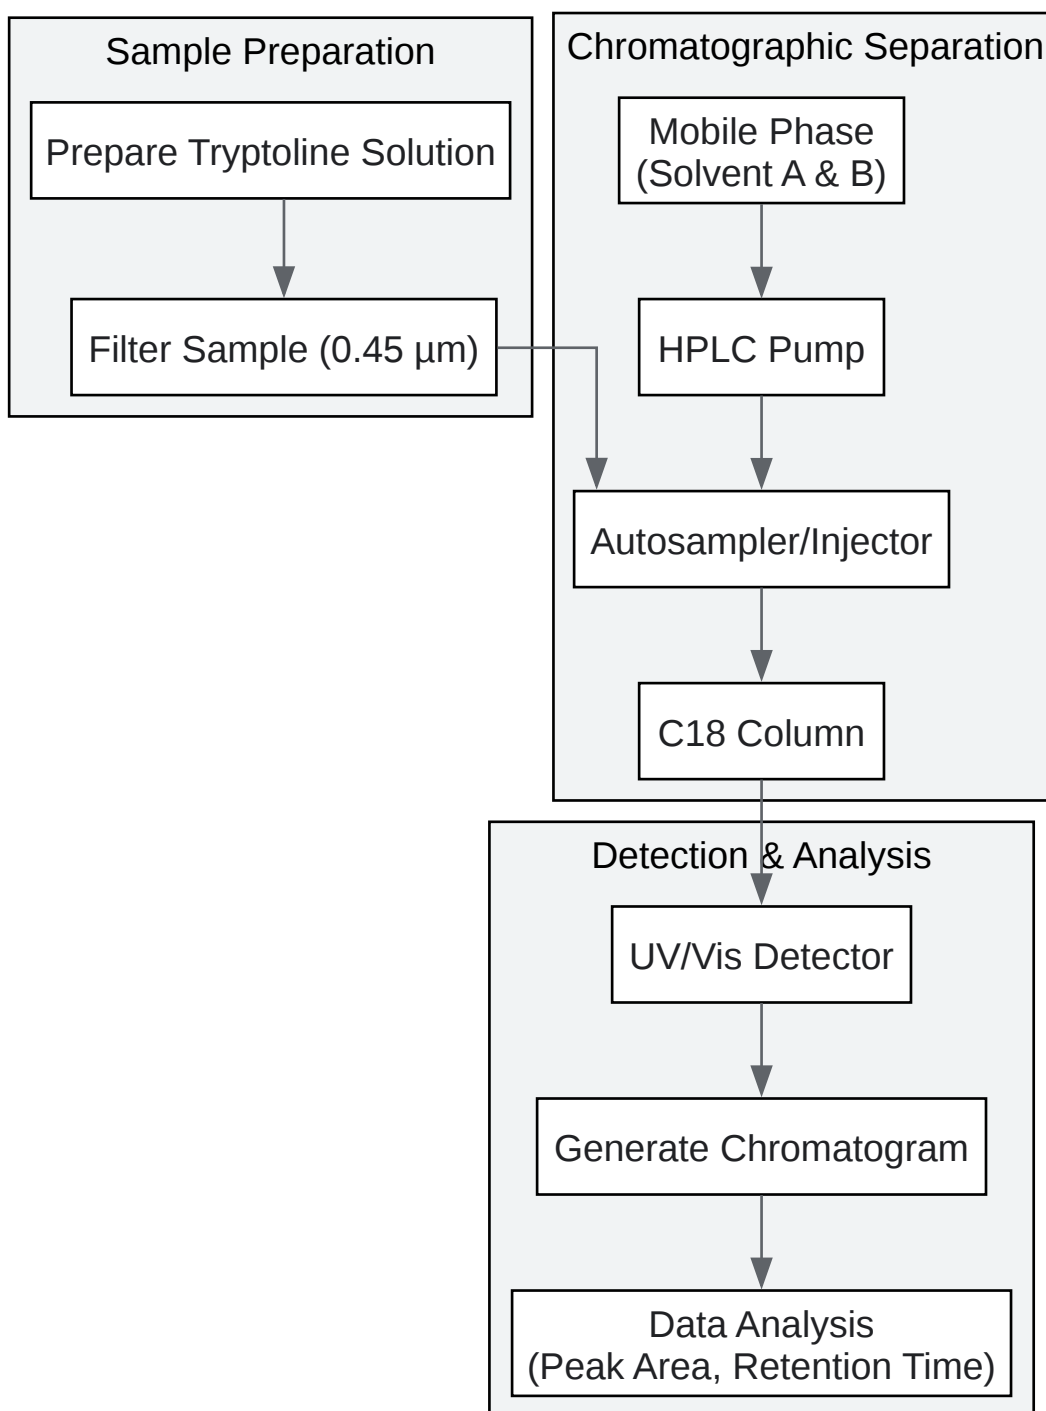 Sample Preparation
Prepare Tryptoline Solution
Filter Sample (0.45 µm)
Chromatographic Separation
Mobile Phase
(Solvent A & B)
HPLC Pump
Autosampler/Injector
C18 Column
Detection & Analysis
UV/Vis Detector
Generate Chromatogram
Data Analysis
(Peak Area, Retention Time)